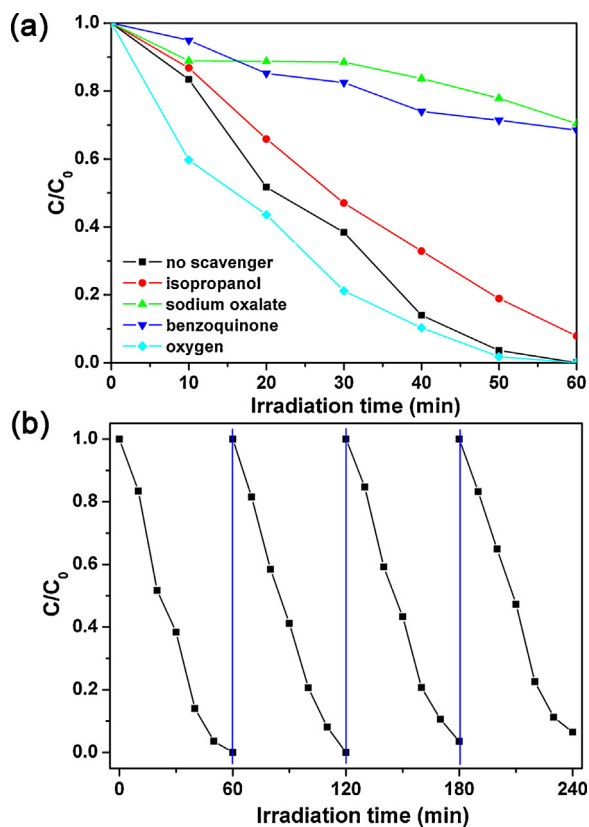 (a)
1.0
0.8
0.6
0.4
0.2
0.0
C/C0
no scavenger
isopropanol
sodium oxalate
benzoquinone
oxygen
0 10 20 30 40 50 60
Irradiation time (min)
(b)
1.0
0.8
0.6
0.4
0.2
0.0
C/C0
0 60 120 180 240
Irradiation time (min)